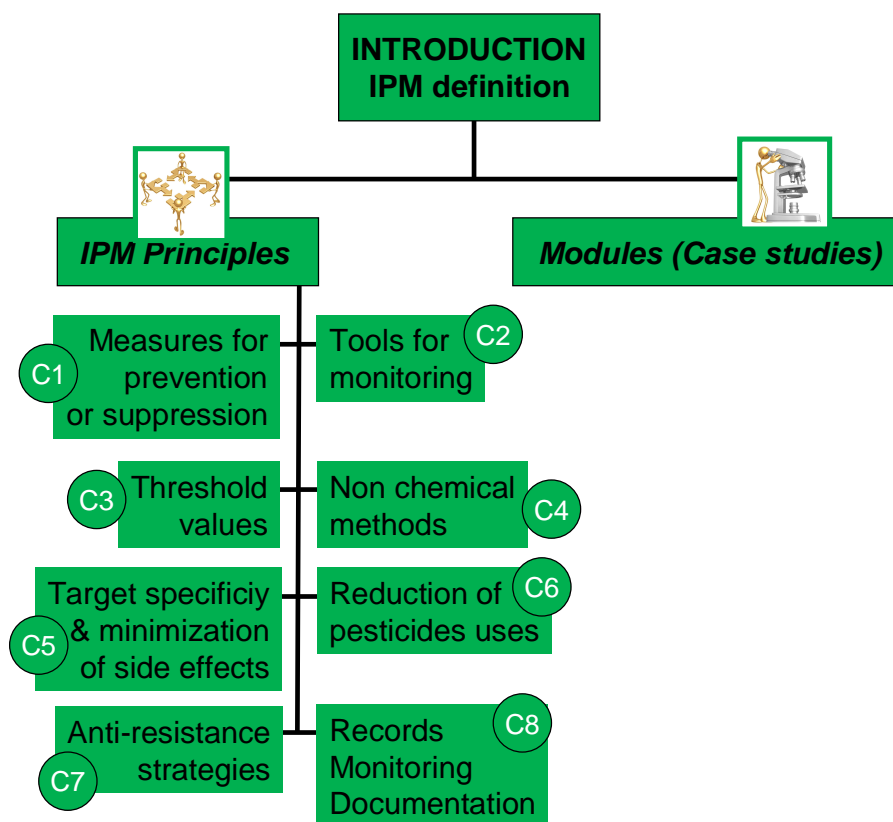 INTRODUCTION
IPM definition
IPM Principles
Modules (Case studies)
C1
Measures for
prevention
or suppression
C2
Tools for
monitoring
C3
Threshold
values
C4
Non chemical
methods
C5
Target specificiy
& minimization
of side effects
C6
Reduction of
pesticides uses
C7
Anti-resistance
strategies
C8
Records
Monitoring
Documentation